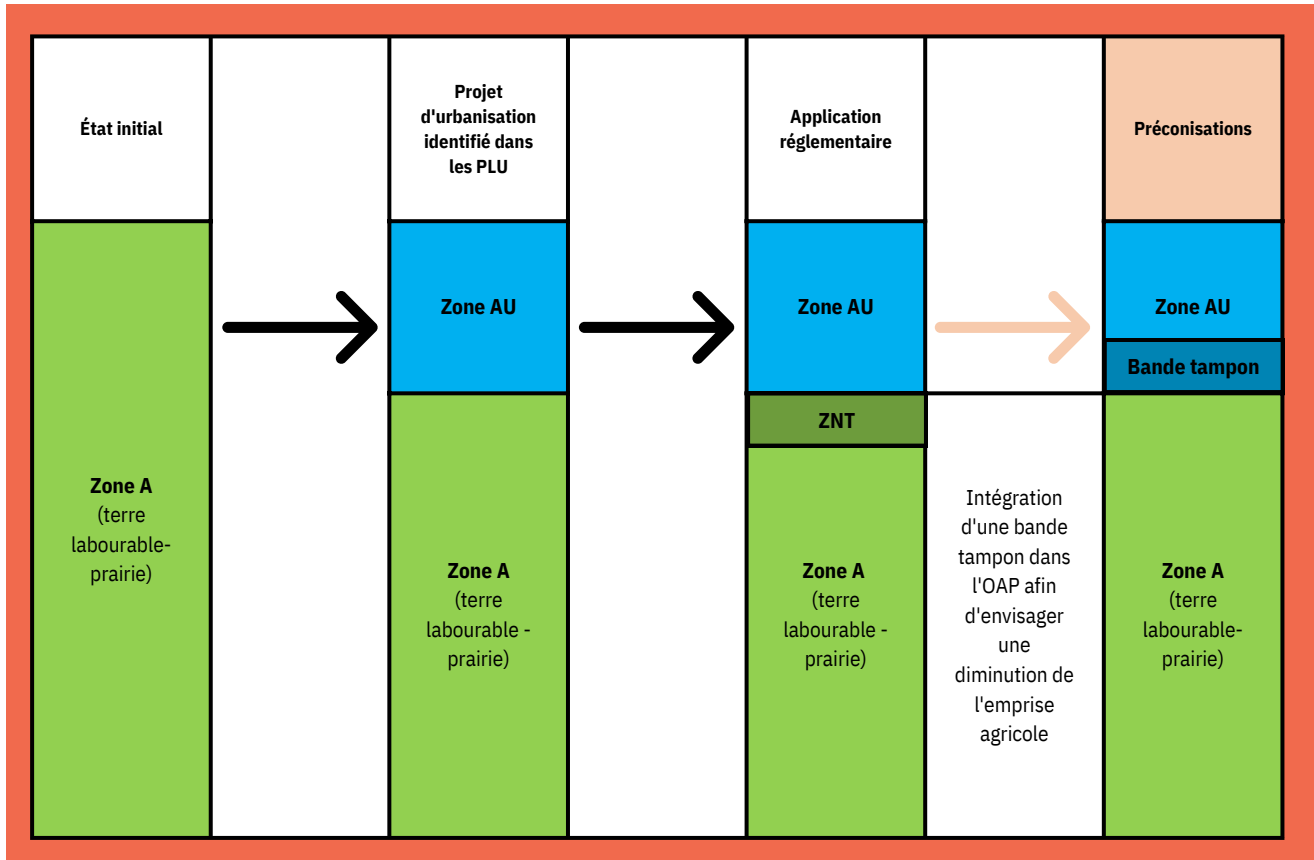 État initial
Projet
d'urbanisation
identifié dans
les PLU
Application
réglementaire
Préconisations
Zone A
(terre
labourable-
prairie)
Zone AU
Zone A
(terre
labourable -
prairie)
Zone AU
ZNT
Zone A
(terre
labourable -
prairie)
Intégration
d'une bande
tampon dans
l'OAP afin
d'envisager
une
diminution de
l'emprise
agricole
Zone AU
Bande tampon
Zone A
(terre
labourable-
prairie)